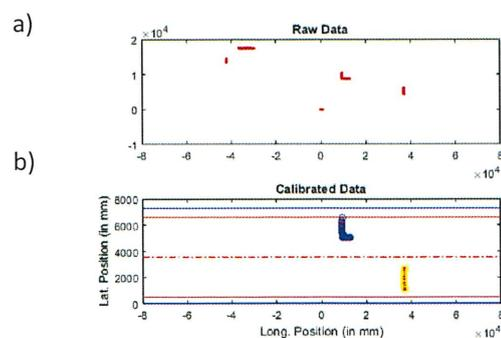 a)
Raw Data
×10⁴
2
1
0
-1
-8 -6 -4 -2 0 2 4 6 8
×10⁴
b)
Calibrated Data
8000
6000
4000
2000
0
Lat. Position (in mm)
-8 -6 -4 -2 0 2 4 6 8
Long. Position (in mm)
×10⁴